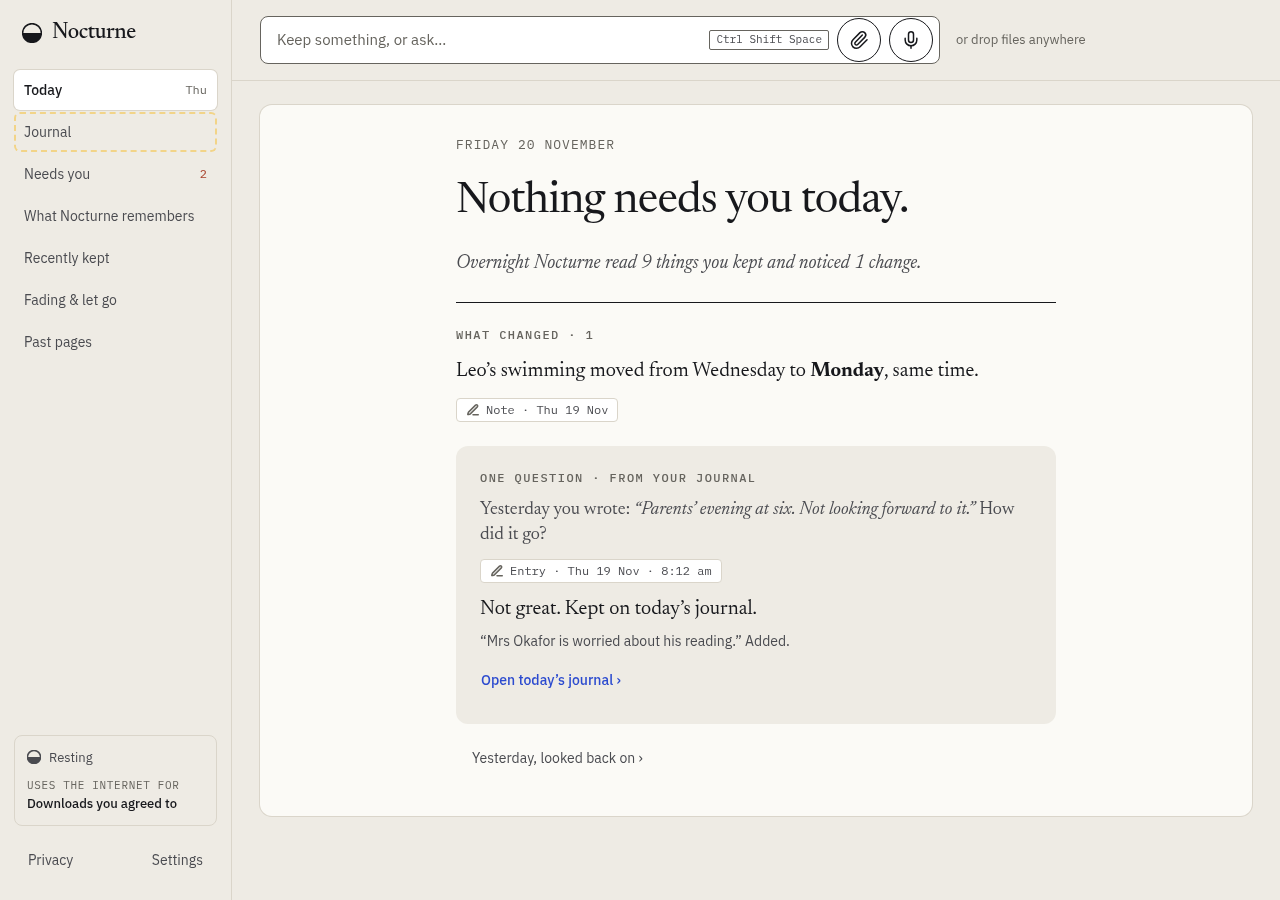 Nocturne
Today Thu
Journal
Needs you 2
What Nocturne remembers
Recently kept
Fading & let go
Past pages
Resting
USES THE INTERNET FOR
Downloads you agreed to
Privacy Settings
Keep something, or ask… Ctrl Shift Space or drop files anywhere
FRIDAY 20 NOVEMBER
Nothing needs you today.
Overnight Nocturne read 9 things you kept and noticed 1 change.
WHAT CHANGED · 1
Leo’s swimming moved from Wednesday to Monday, same time.
Note · Thu 19 Nov
ONE QUESTION · FROM YOUR JOURNAL
Yesterday you wrote: “Parents’ evening at six. Not looking forward to it.” How
did it go?
Entry · Thu 19 Nov · 8:12 am
Not great. Kept on today’s journal.
“Mrs Okafor is worried about his reading.” Added.
Open today’s journal ›
Yesterday, looked back on ›